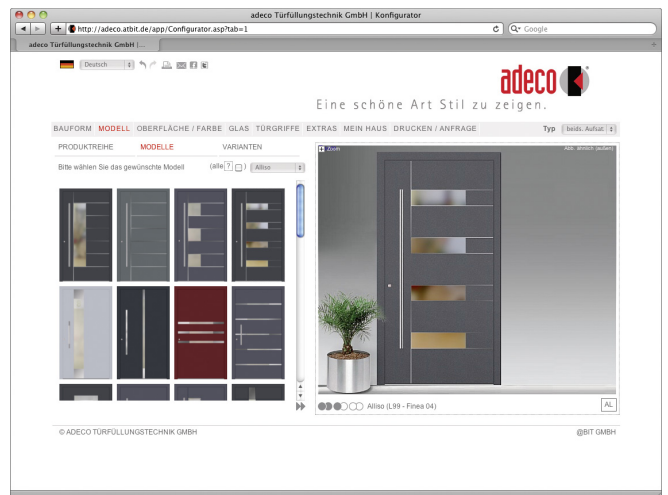 adeco Türfüllungstechnik GmbH | Konfigurator
http://adeco.atbit.de/app/Configurator.asp?tab=1
Google
adeco Türfüllungstechnik GmbH |...
Deutsch
adeco
Eine schöne Art Stil zu zeigen.
BAUFORM MODELL OBERFLÄCHE / FARBE GLAS TÜRGRIFFE EXTRAS MEIN HAUS DRUCKEN / ANFRAGE Typ beids. Aufsat
PRODUKTREIHE MODELLE VARIANTEN
Bitte wählen Sie das gewünschte Modell (alle ? ) Alliso
Zoom Abb. ähnlich (außen)
Alliso (L99 - Finea 04) AL
© ADECO TÜRFÜLLUNGSTECHNIK GMBH @BIT GMBH